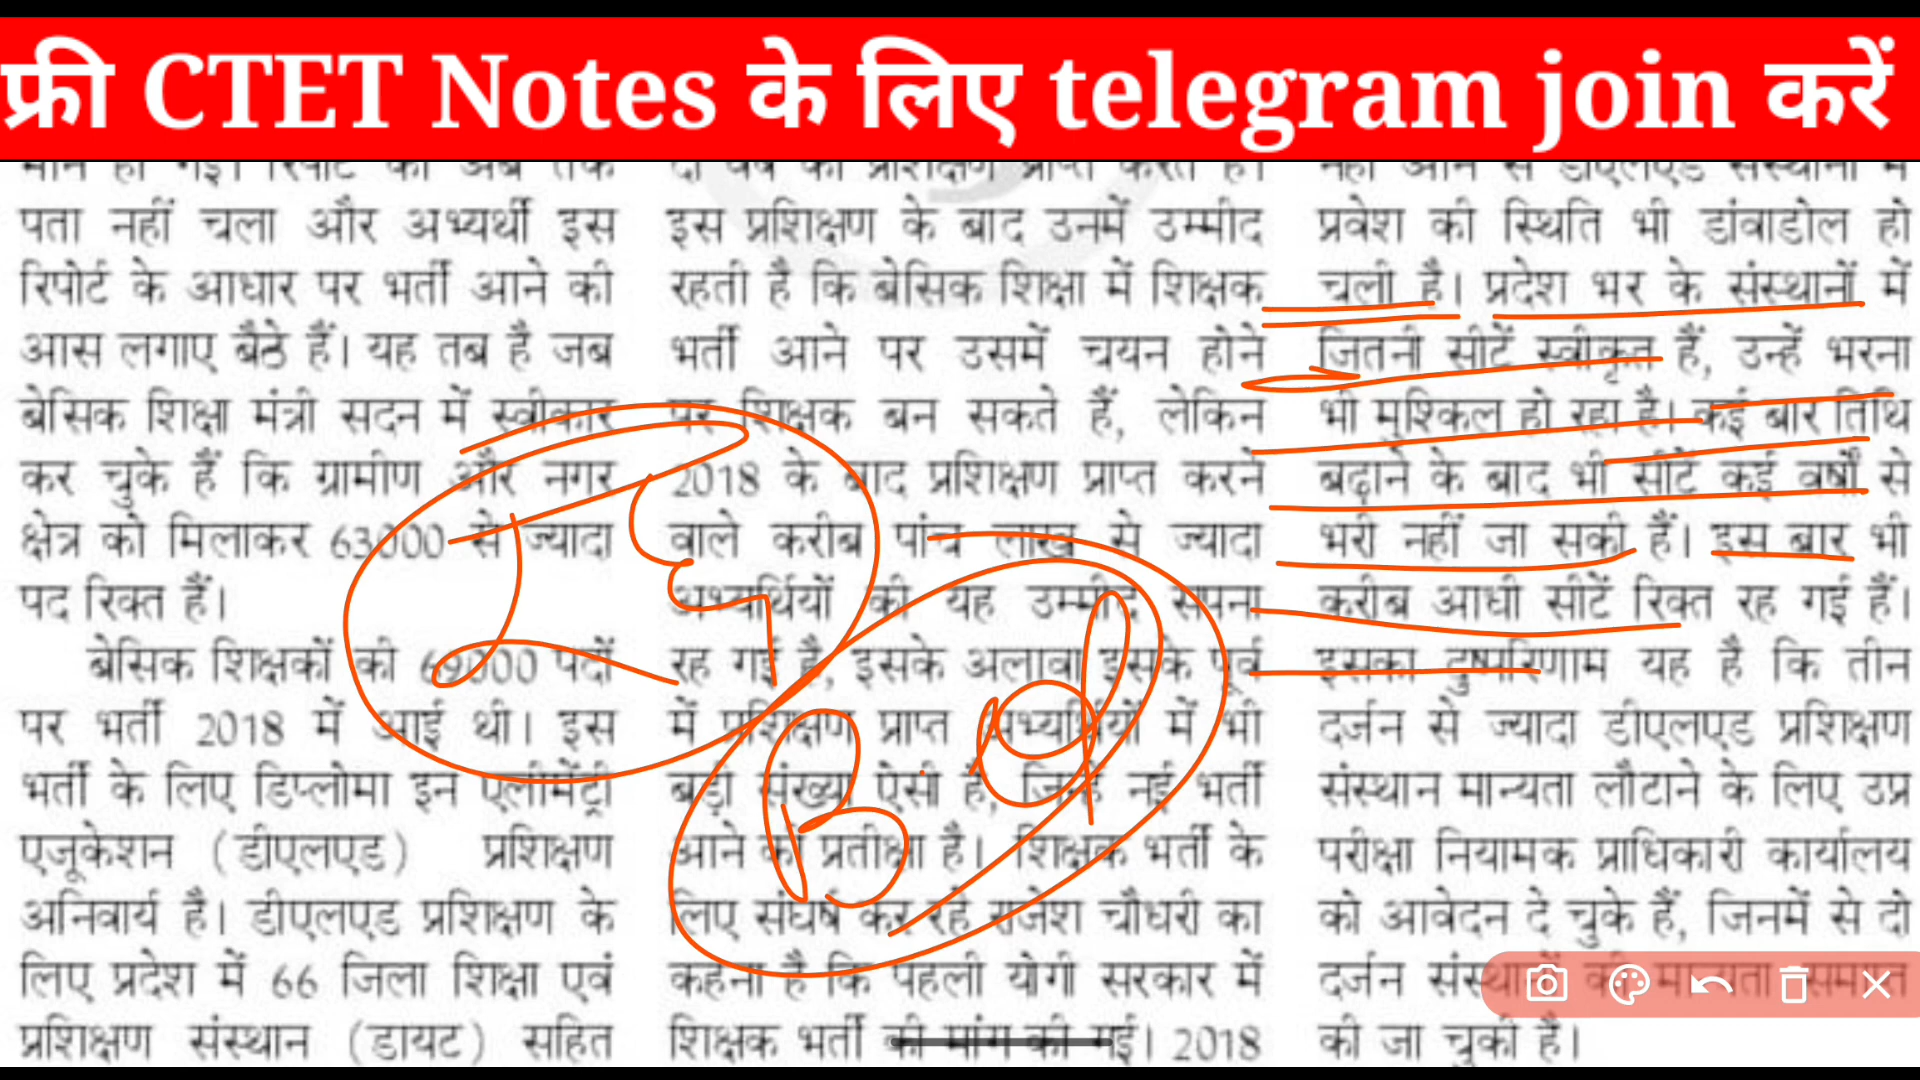 फ्री CTET Notes के लिए telegram join करें
पता नहीं चला और अभ्यर्थी इस
रिपोर्ट के आधार पर भर्ती आने की
आस लगाए बैठे हैं। यह तब है जब
बेसिक शिक्षा मंत्री सदन में स्वीकार
कर चुके हैं कि ग्रामीण और नगर
क्षेत्र को मिलाकर 63000 से ज्यादा
पद रिक्त हैं।
बेसिक शिक्षकों की 69000 पदों
पर भर्ती 2018 में आई थी। इस
भर्ती के लिए डिप्लोमा इन एलीमेंट्री
एजूकेशन (डीएलएड) प्रशिक्षण
अनिवार्य है। डीएलएड प्रशिक्षण के
लिए प्रदेश में 66 जिला शिक्षा एवं
प्रशिक्षण संस्थान (डायट) सहित
दो वर्ष का प्रशिक्षण प्राप्त करते हैं।
इस प्रशिक्षण के बाद उनमें उम्मीद
रहती है कि बेसिक शिक्षा में शिक्षक
भर्ती आने पर उसमें चयन होने
पर शिक्षक बन सकते हैं, लेकिन
2018 के बाद प्रशिक्षण प्राप्त करने
वाले करीब पांच लाख से ज्यादा
अभ्यर्थियों की यह उम्मीद सपना
रह गई है, इसके अलावा इसके पूर्व
में प्रशिक्षण प्राप्त अभ्यर्थियों में भी
बड़ी संख्या ऐसी है, जिन्हें नई भर्ती
आने की प्रतीक्षा है। शिक्षक भर्ती के
लिए संघर्ष कर रहे राजेश चौधरी का
कहना है कि पहली योगी सरकार में
शिक्षक भर्ती की मांग की गई। 2018
नहीं आने से डीएलएड संस्थानों में
प्रवेश की स्थिति भी डांवाडोल हो
चली है। प्रदेश भर के संस्थानों में
जितनी सीटें स्वीकृत हैं, उन्हें भरना
भी मुश्किल हो रहा है। कई बार तिथि
बढ़ाने के बाद भी सीटें कई वर्षों से
भरी नहीं जा सकी हैं। इस बार भी
करीब आधी सीटें रिक्त रह गई हैं।
इसका दुष्परिणाम यह है कि तीन
दर्जन से ज्यादा डीएलएड प्रशिक्षण
संस्थान मान्यता लौटाने के लिए उप्र
परीक्षा नियामक प्राधिकारी कार्यालय
को आवेदन दे चुके हैं, जिनमें से दो
दर्जन संस्थानों की मान्यता समाप्त
की जा चुकी है।